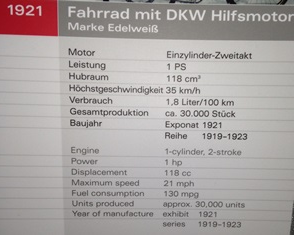 1921
Fahrrad mit DKW Hilfsmotor
Marke Edelweiß
Motor Einzylinder-Zweitakt
Leistung 1 PS
Hubraum 118 cm³
Höchstgeschwindigkeit 35 km/h
Verbrauch 1,8 Liter/100 km
Gesamtproduktion ca. 30.000 Stück
Baujahr Exponat 1921
Reihe 1919–1923
Engine 1-cylinder, 2-stroke
Power 1 hp
Displacement 118 cc
Maximum speed 21 mph
Fuel consumption 130 mpg
Units produced approx. 30,000 units
Year of manufacture exhibit 1921
series 1919–1923